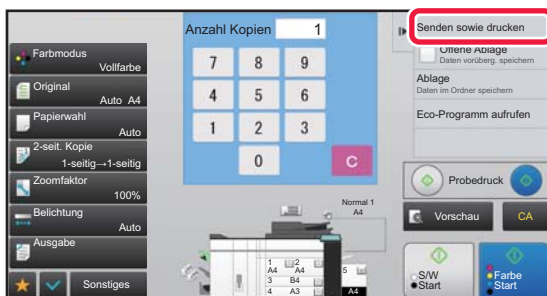 Farbmodus
Vollfarbe
Original
Auto A4
Papierwahl
Auto
2-seit. Kopie
1-seitig→1-seitig
Zoomfaktor
100%
Belichtung
Auto
Ausgabe
Sonstiges
Anzahl Kopien 1
7 8 9
4 5 6
1 2 3
0 C
Normal 1
A4
1 2
A4 A4
3 B4
4 A3
5
A4
Senden sowie drucken
Offene Ablage
Daten vorüberg. speichern
Ablage
Daten im Ordner speichern
Eco-Programm aufrufen
Probedruck
Vorschau CA
S/W
Start
Farbe
Start